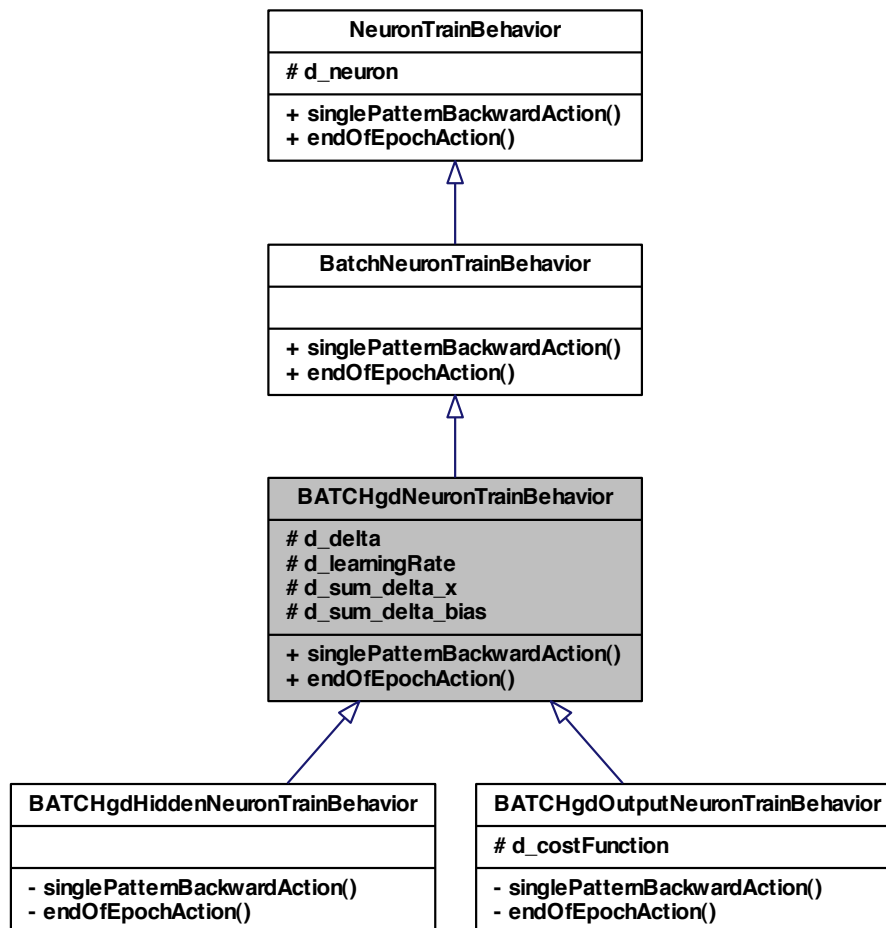 NeuronTrainBehavior
# d_neuron
+ singlePatternBackwardAction()
+ endOfEpochAction()
BatchNeuronTrainBehavior
+ singlePatternBackwardAction()
+ endOfEpochAction()
BATCHgdNeuronTrainBehavior
# d_delta
# d_learningRate
# d_sum_delta_x
# d_sum_delta_bias
+ singlePatternBackwardAction()
+ endOfEpochAction()
BATCHgdHiddenNeuronTrainBehavior
- singlePatternBackwardAction()
- endOfEpochAction()
BATCHgdOutputNeuronTrainBehavior
# d_costFunction
- singlePatternBackwardAction()
- endOfEpochAction()